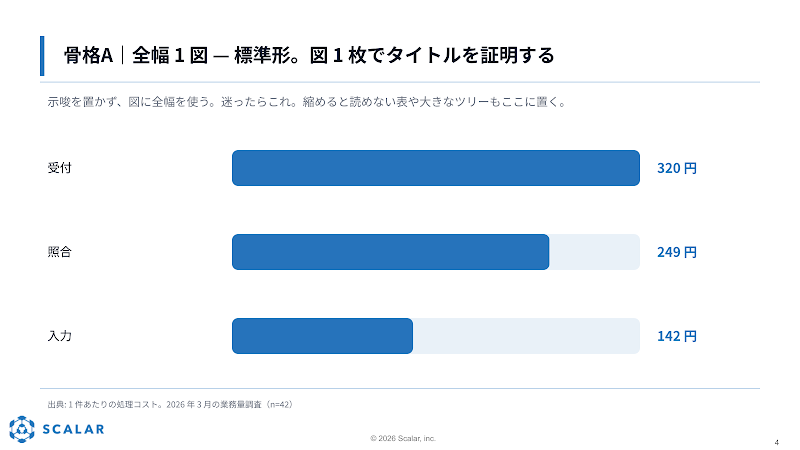 骨格A｜全幅 1 図 — 標準形。図 1 枚でタイトルを証明する
示唆を置かず、図に全幅を使う。迷ったらこれ。縮めると読めない表や大きなツリーもここに置く。
受付
320 円
照合
249 円
入力
142 円
出典: 1 件あたりの処理コスト。2026 年 3 月の業務量調査（n=42）
SCALAR
© 2026 Scalar, inc.
4